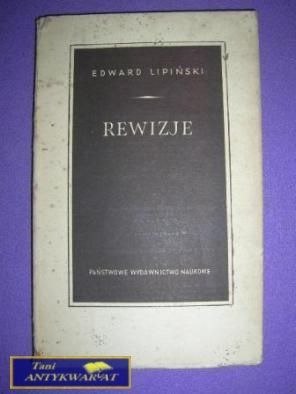 EDWARD LIPIŃSKI
REWIZJE
PAŃSTWOWE WYDAWNICTWO NAUKOWE
Tani
ANTYKWARIAT